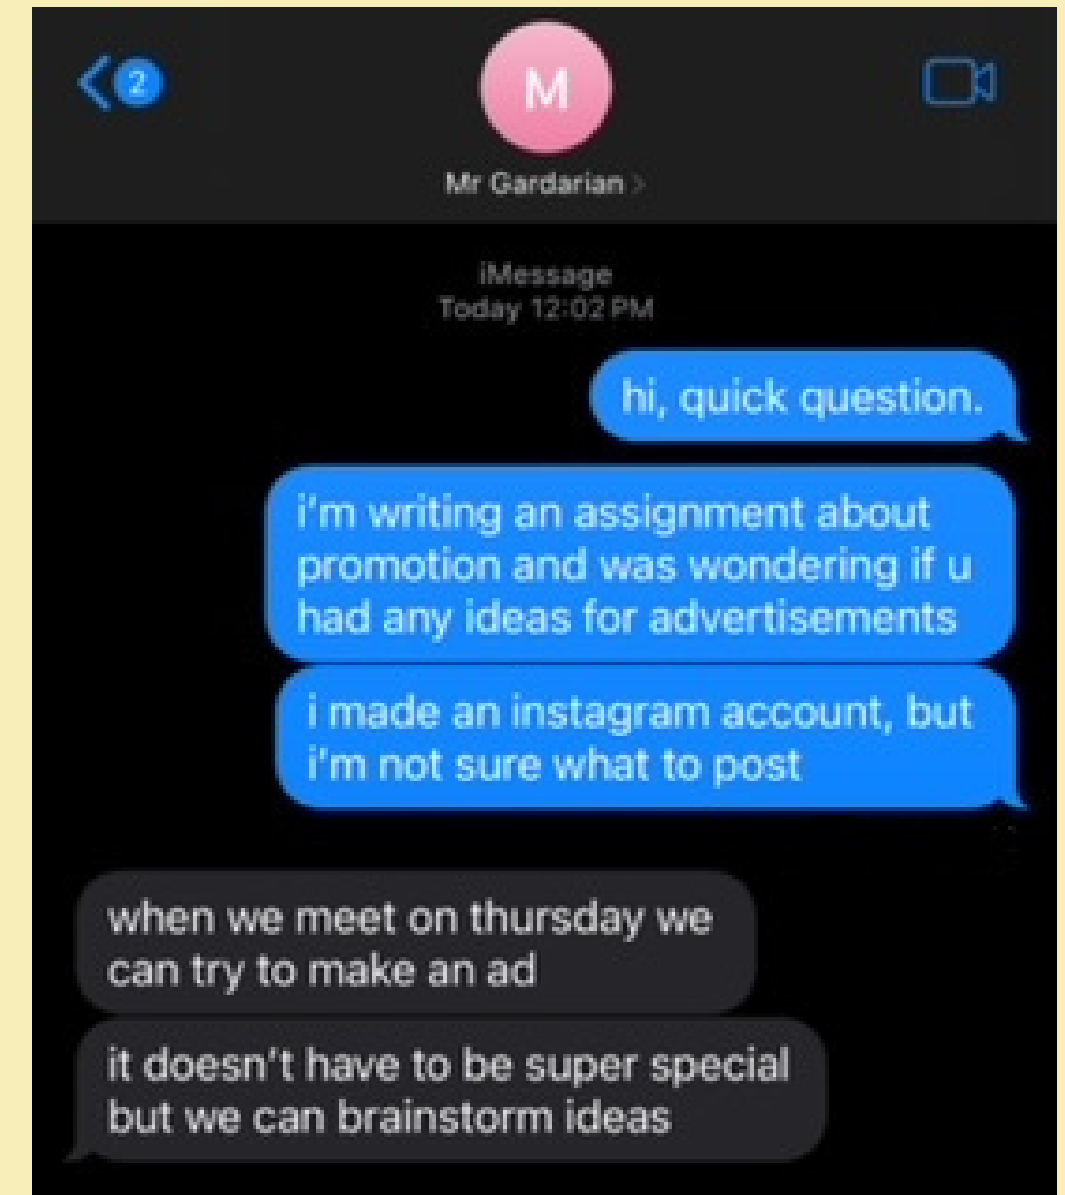 2
M
Mr Gardarian >
iMessage
Today 12:02 PM
hi, quick question.
i'm writing an assignment about
promotion and was wondering if u
had any ideas for advertisements
i made an instagram account, but
i'm not sure what to post
when we meet on thursday we
can try to make an ad
it doesn't have to be super special
but we can brainstorm ideas